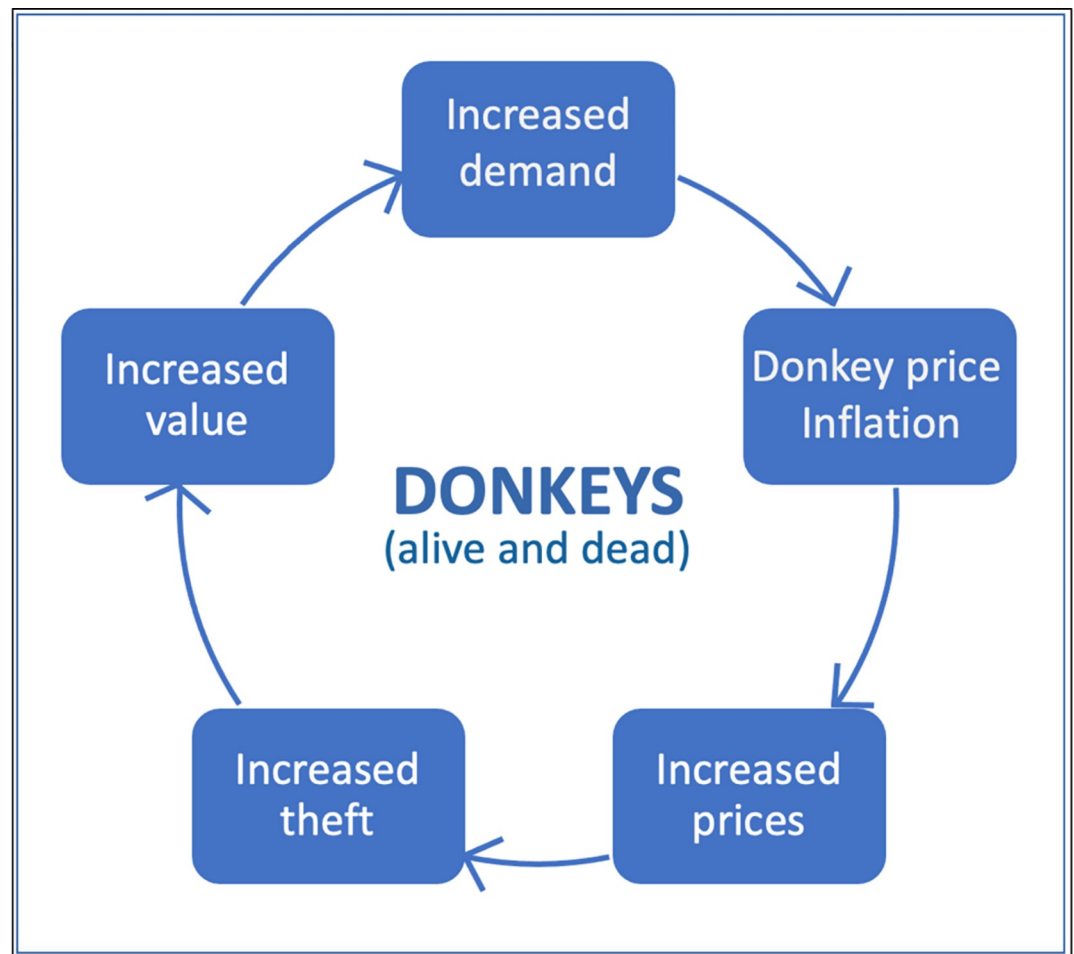 Increased
demand
Donkey price
Inflation
Increased
prices
Increased
theft
Increased
value
DONKEYS
(alive and dead)